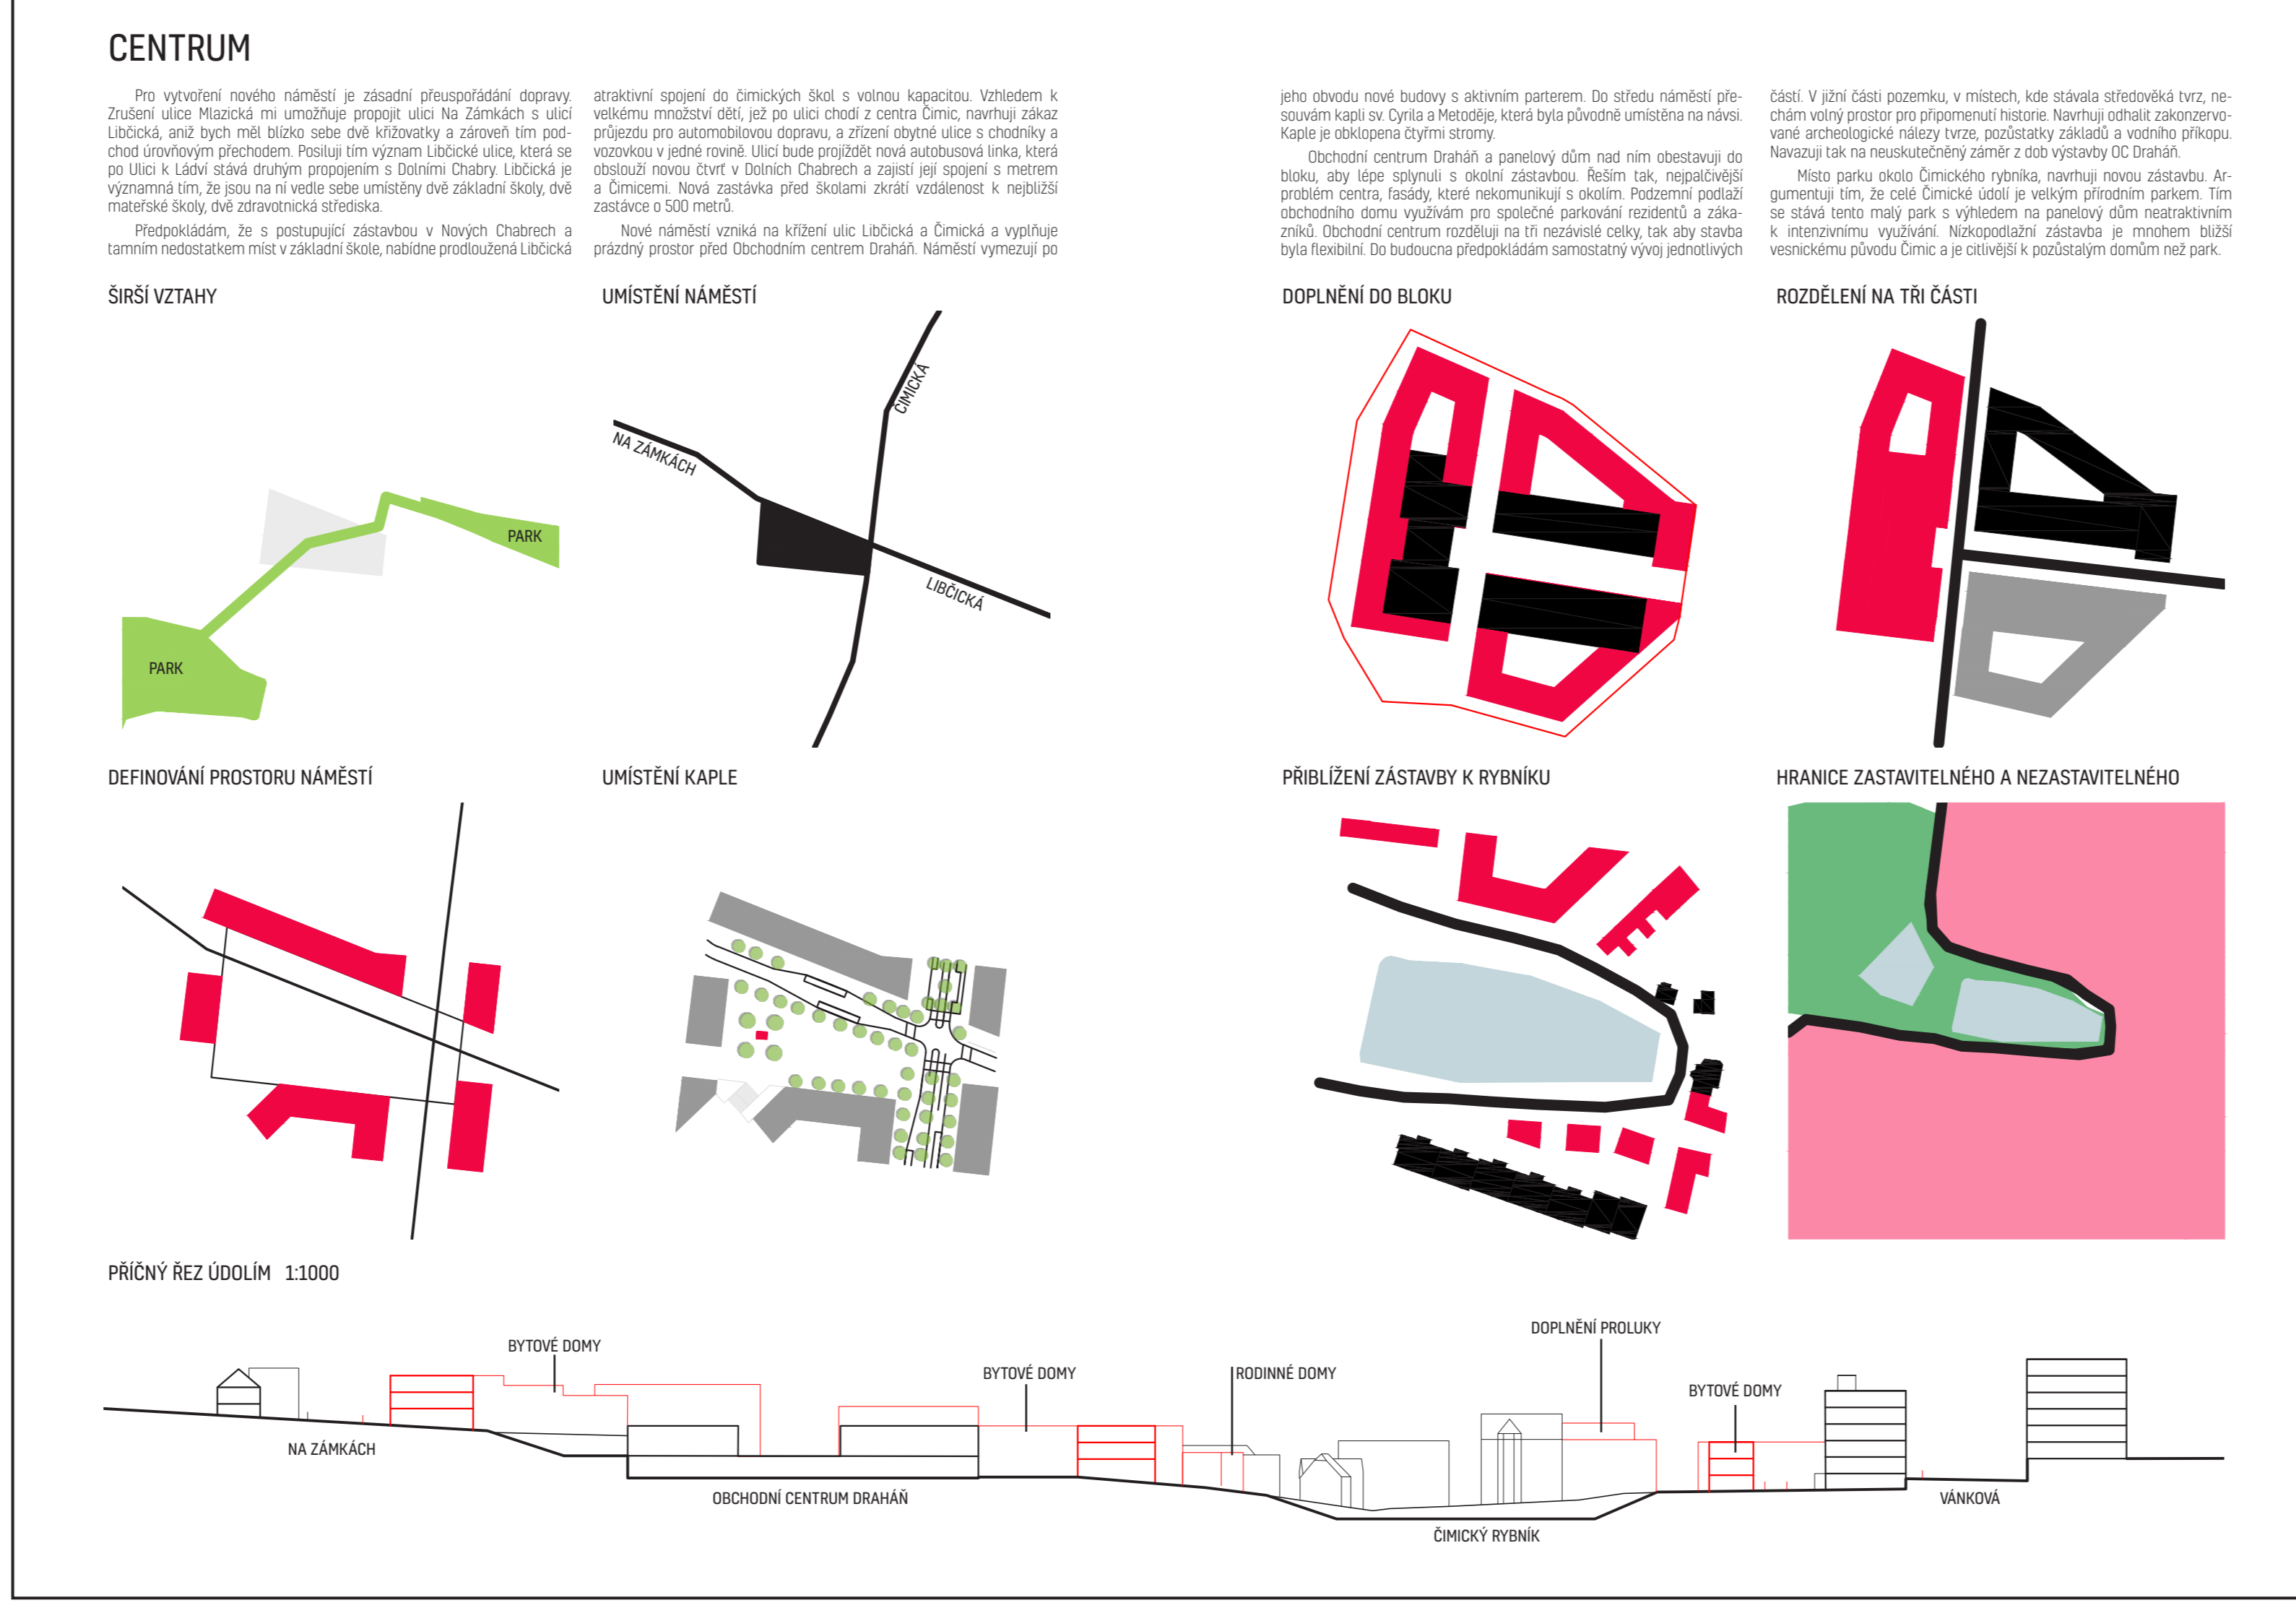 CENTRUM
Pro vytvoření nového náměstí je zásadní přeuspořádání dopravy.
Zrušení ulice Mlazická mi umožňuje propojit ulici Na Zámkách s ulicí
Libčická, aniž bych měl blízko sebe dvě křižovatky a zároveň tím pod-
chod úrovňovým přechodem. Posiluji tím význam Libčické ulice, která se
po Ulici k Ládví stává druhým propojením s Dolními Chabry. Libčická je
významná tím, že jsou na ní vedle sebe umístěny dvě základní školy, dvě
mateřské školy, dvě zdravotnická střediska.
Předpokládám, že s postupující zástavbou v Nových Chabrech a
tamním nedostatkem míst v základní škole, nabídne prodloužená Libčická
atraktivní spojení do čimických škol s volnou kapacitou. Vzhledem k
velkému množství dětí, jež po ulici chodí z centra Čimic, navrhuji zákaz
průjezdu pro automobilovou dopravu, a zřízení obytné ulice s chodníky a
vozovkou v jedné rovině. Ulicí bude projíždět nová autobusová linka, která
obslouží novou čtvrť v Dolních Chabrech a zajistí její spojení s metrem
a Čimicemi. Nová zastávka před školami zkrátí vzdálenost k nejbližší
zastávce o 500 metrů.
Nové náměstí vzniká na křížení ulic Libčická a Čimická a vyplňuje
prázdný prostor před Obchodním centrem Draháň. Náměstí vymezují po
jeho obvodu nové budovy s aktivním parterem. Do středu náměstí pře-
souvám kapli sv. Cyrila a Metoděje, která byla původně umístěna na návsi.
Kaple je obklopena čtyřmi stromy.
Obchodní centrum Draháň a panelový dům nad ním obestavuji do
bloku, aby lépe splynuli s okolní zástavbou. Řeším tak, nejpalčivější
problém centra, fasády, které nekomunikují s okolím. Podzemní podlaží
obchodního domu využívám pro společné parkování rezidentů a záka-
zníků. Obchodní centrum rozděluji na tři nezávislé celky, tak aby stavba
byla flexibilní. Do budoucna předpokládám samostatný vývoj jednotlivých
částí. V jižní části pozemku, v místech, kde stávala středověká tvrz, ne-
chám volný prostor pro připomenutí historie. Navrhuji odhalit zakonzervo-
vané archeologické nálezy tvrze, pozůstatky základů a vodního příkopu.
Navazuji tak na neuskutečněný záměr z dob výstavby OC Draháň.
Místo parku okolo Čimického rybníka, navrhuji novou zástavbu. Ar-
gumentuji tím, že celé Čimické údolí je velkým přírodním parkem. Tím
se stává tento malý park s výhledem na panelový dům neatraktivním
k intenzivnímu využívání. Nízkopodlažní zástavba je mnohem bližší
vesnickému původu Čimic a je citlivější k pozůstalým domům než park.
ŠIRŠÍ VZTAHY
UMÍSTĚNÍ NÁMĚSTÍ
DOPLNĚNÍ DO BLOKU
ROZDĚLENÍ NA TŘI ČÁSTI
PARK
PARK
ČIMICKÁ
NA ZÁMKÁCH
LIBČICKÁ
DEFINOVÁNÍ PROSTORU NÁMĚSTÍ
UMÍSTĚNÍ KAPLE
PŘIBLÍŽENÍ ZÁSTAVBY K RYBNÍKU
HRANICE ZASTAVITELNÉHO A NEZASTAVITELNÉHO
PŘÍČNÝ ŘEZ ÚDOLÍM 1:1000
BYTOVÉ DOMY
BYTOVÉ DOMY
RODINNÉ DOMY
DOPLNĚNÍ PROLUKY
BYTOVÉ DOMY
NA ZÁMKÁCH
OBCHODNÍ CENTRUM DRAHÁŇ
ČIMICKÝ RYBNÍK
VÁNKOVÁ